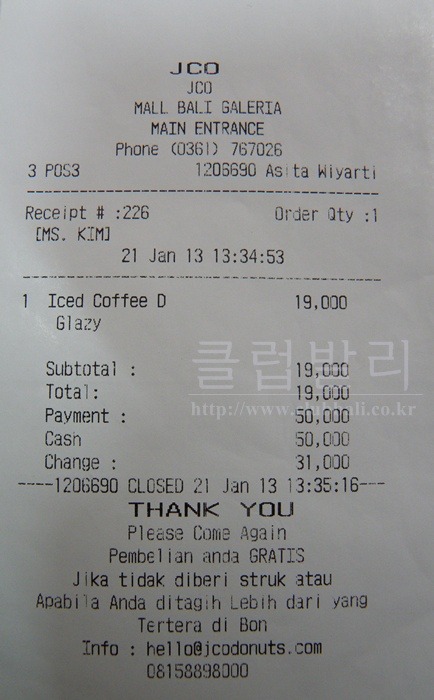 JCO
JCO
MALL BALI GALERIA
MAIN ENTRANCE
Phone (0361) 767026
3 POS3 1206690 Asita Wiyarti
Receipt # :226 Order Qty :1
[MS. KIM]
21 Jan 13 13:34:53
1 Iced Coffee D 19,000
Glazy
Subtotal : 19,000
Total: 19,000
클럽발리
Payment : 50,000
http://www.clubbali.co.kr
Cash 50,000
Change : 31,000
----1206690 CLOSED 21 Jan 13 13:35:16---
THANK YOU
Please Come Again
Pembelian anda GRATIS
Jika tidak diberi struk atau
Apabila Anda ditagih Lebih dari yang
Tertera di Bon
Info : hello@jcodonuts.com
08158898000